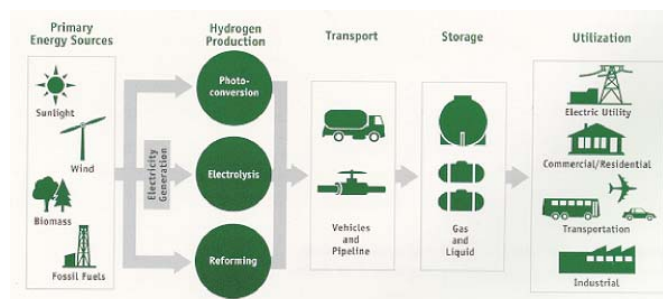 Primary
Energy Sources
Hydrogen
Production
Transport
Storage
Utilization
Sunlight
Wind
Biomass
Fossil Fuels
Electricity
Generation
Photo-
conversion
Electrolysis
Reforming
Vehicles
and
Pipeline
Gas
and
Liquid
Electric Utility
Commercial/Residential
Transportation
Industrial